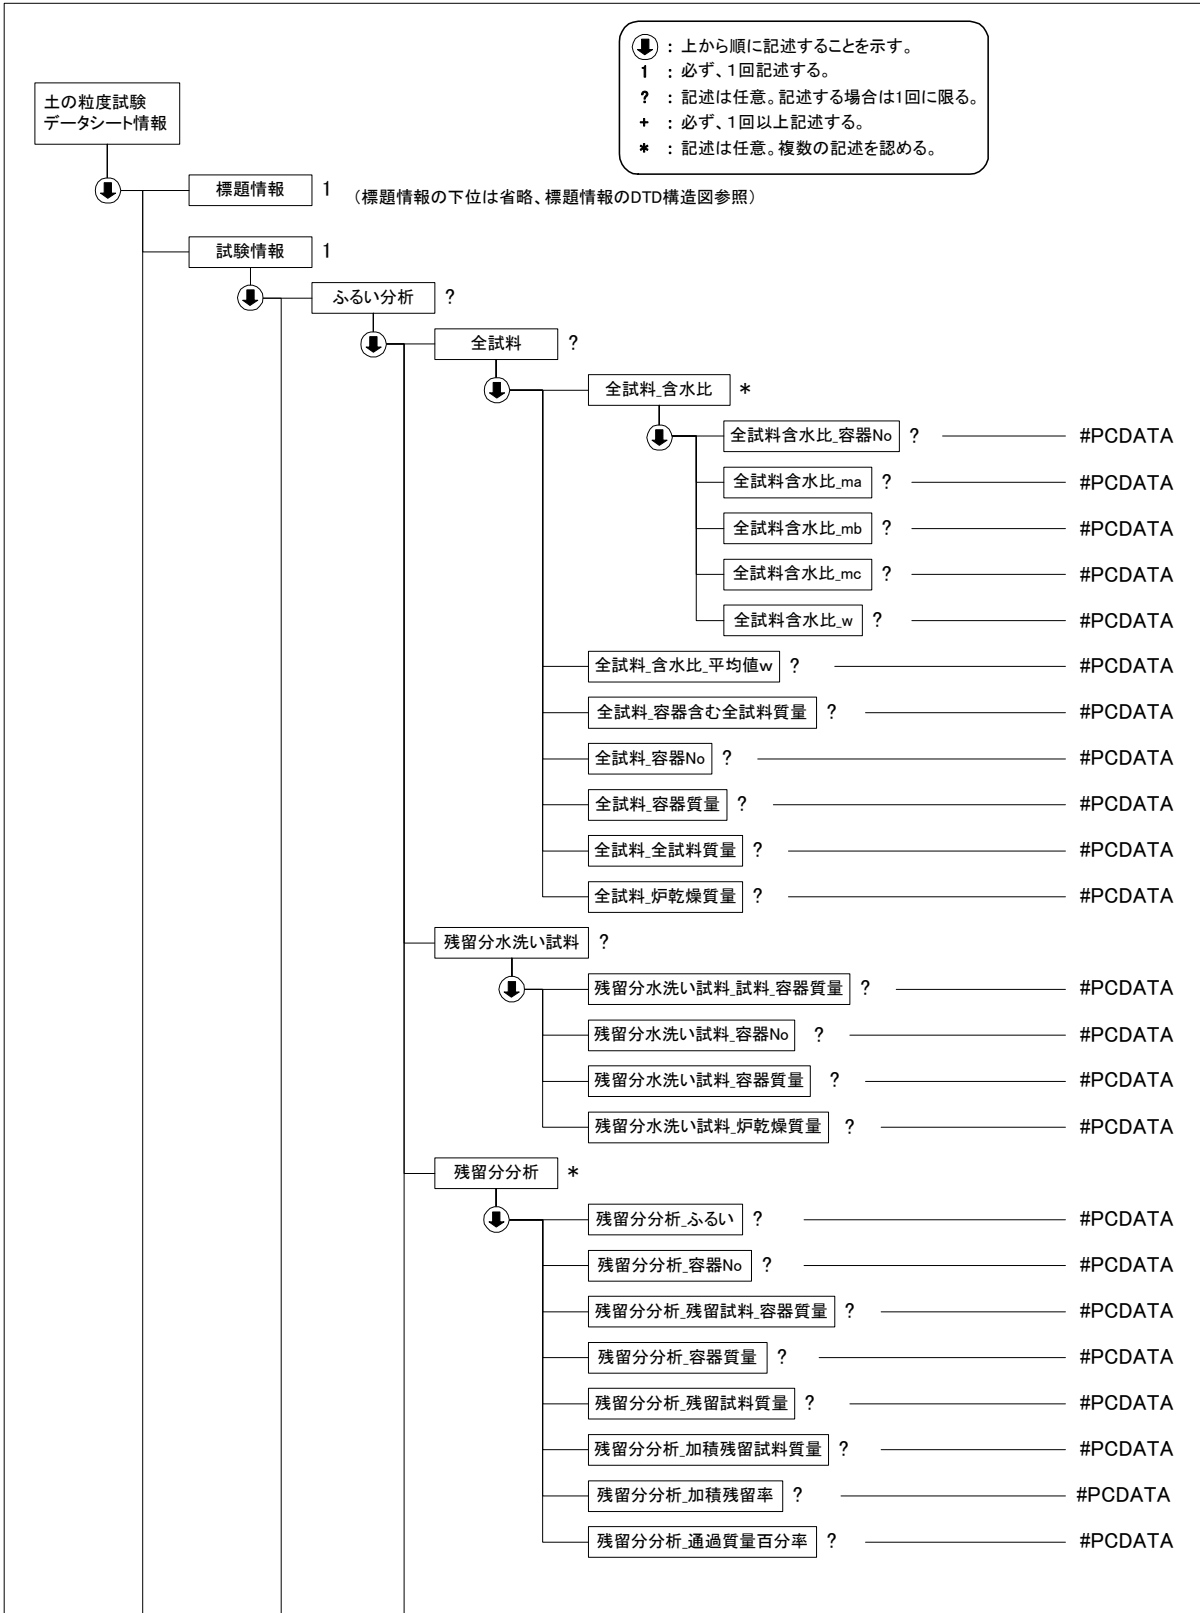 ⬇ : 上から順に記述することを示す。
1 : 必ず、1回記述する。
? : 記述は任意。記述する場合は1回に限る。
+ : 必ず、1回以上記述する。
* : 記述は任意。複数の記述を認める。
土の粒度試験
データシート情報
標題情報 1 (標題情報の下位は省略、標題情報のDTD構造図参照)
試験情報 1
ふるい分析 ?
全試料 ?
全試料_含水比 *
全試料含水比_容器No ? #PCDATA
全試料含水比_ma ? #PCDATA
全試料含水比_mb ? #PCDATA
全試料含水比_mc ? #PCDATA
全試料含水比_w ? #PCDATA
全試料_含水比_平均値w ? #PCDATA
全試料_容器含む全試料質量 ? #PCDATA
全試料_容器No ? #PCDATA
全試料_容器質量 ? #PCDATA
全試料_全試料質量 ? #PCDATA
全試料_炉乾燥質量 ? #PCDATA
残留分水洗い試料 ?
残留分水洗い試料_試料_容器質量 ? #PCDATA
残留分水洗い試料_容器No ? #PCDATA
残留分水洗い試料_容器質量 ? #PCDATA
残留分水洗い試料_炉乾燥質量 ? #PCDATA
残留分分析 *
残留分分析_ふるい ? #PCDATA
残留分分析_容器No ? #PCDATA
残留分分析_残留試料_容器質量 ? #PCDATA
残留分分析_容器質量 ? #PCDATA
残留分分析_残留試料質量 ? #PCDATA
残留分分析_加積残留試料質量 ? #PCDATA
残留分分析_加積残留率 ? #PCDATA
残留分分析_通過質量百分率 ? #PCDATA